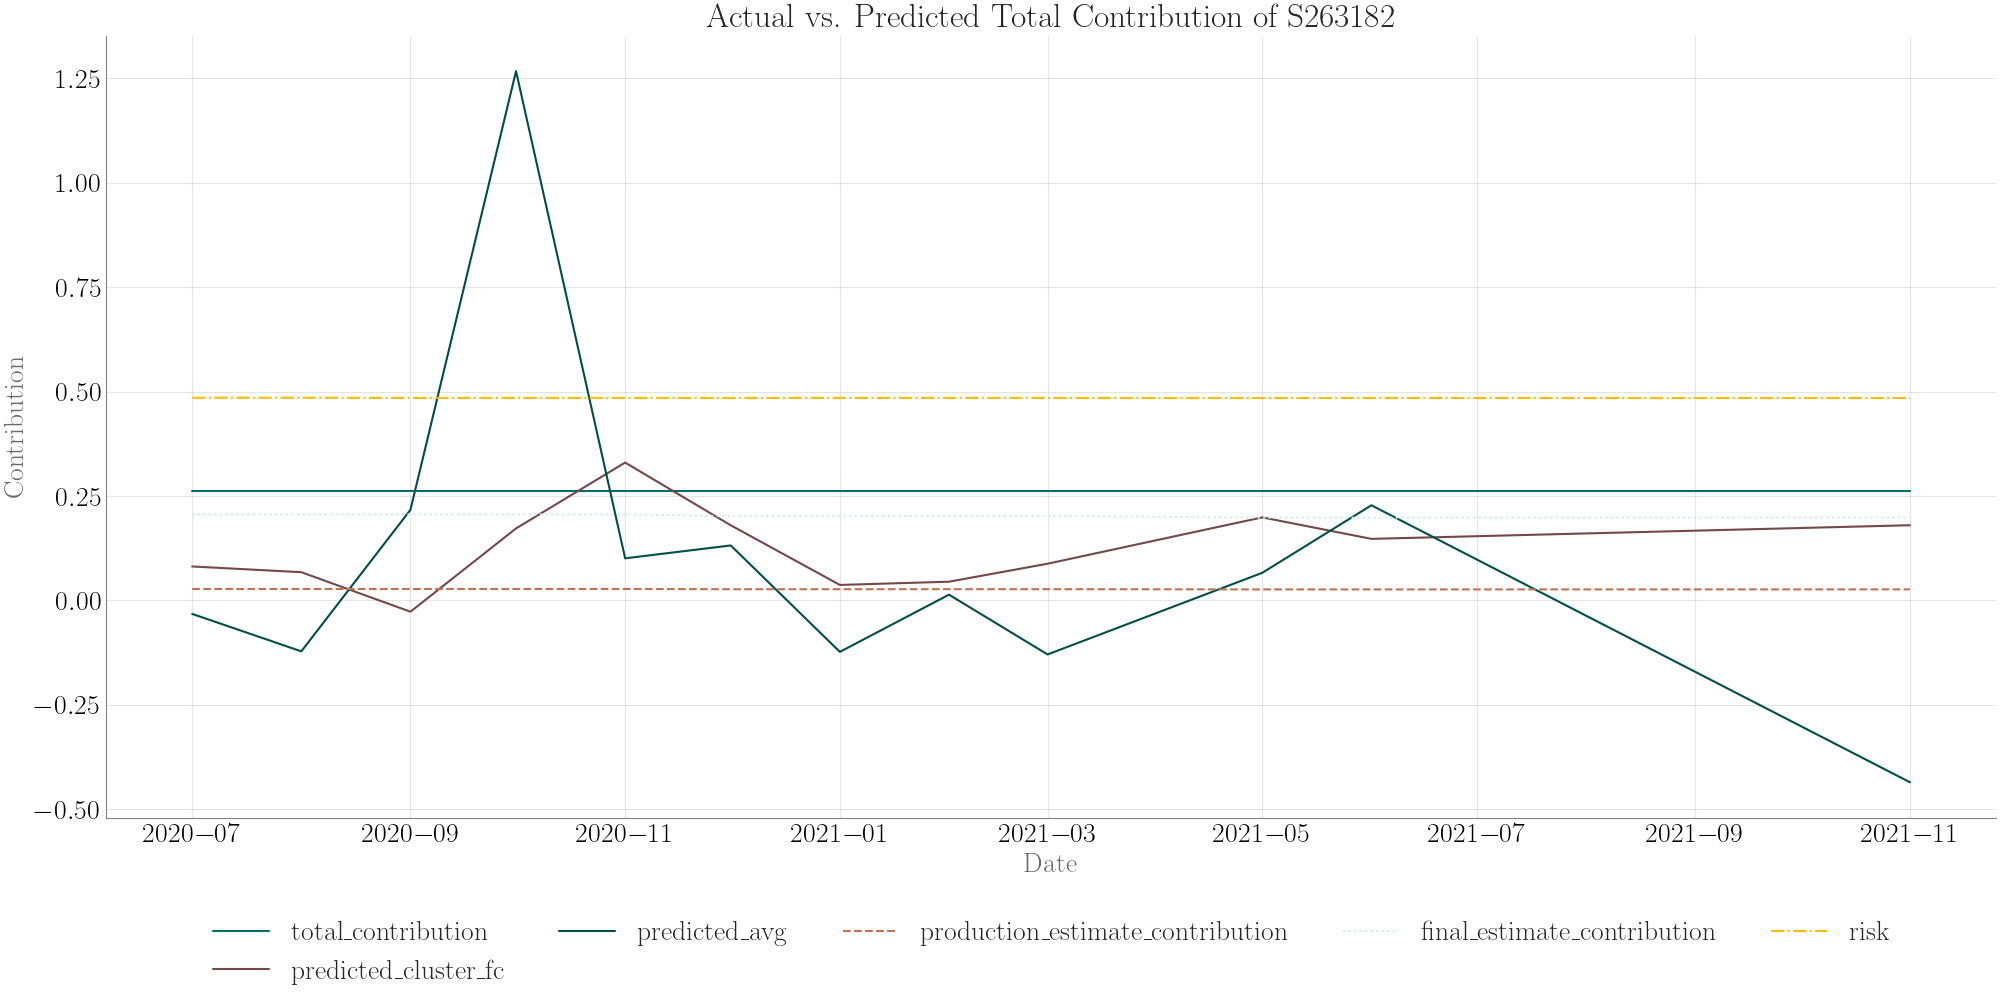 Actual vs. Predicted Total Contribution of S263182
Contribution
1.25
1.00
0.75
0.50
0.25
0.00
−0.25
−0.50
2020−07 2020−09 2020−11 2021−01 2021−03 2021−05 2021−07 2021−09 2021−11
Date
total_contribution predicted_avg production_estimate_contribution final_estimate_contribution risk
predicted_cluster_fc